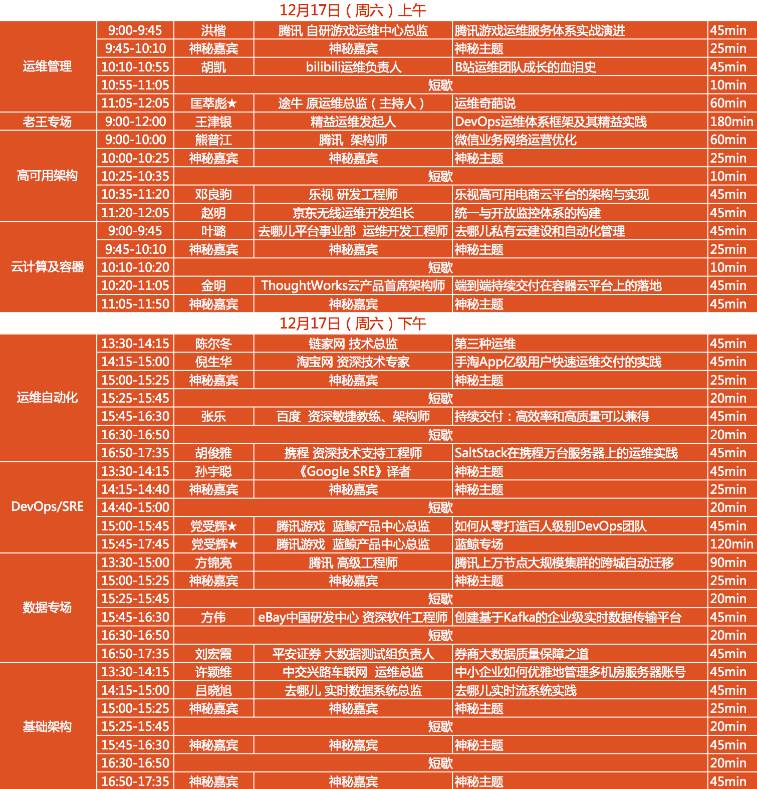 12月17日（周六）上午
运维管理
9:00-9:45 洪楷 腾讯 自研游戏运维中心总监 腾讯游戏运维服务体系实战演进 45min
9:45-10:10 神秘嘉宾 神秘嘉宾 神秘主题 25min
10:10-10:55 胡凯 bilibili运维负责人 B站运维团队成长的血泪史 45min
10:55-11:05 短歇 10min
11:05-12:05 匡萃彪★ 途牛 原运维总监（主持人） 运维奇葩说 60min
老王专场 9:00-12:00 王津银 精益运维发起人 DevOps运维体系框架及其精益实践 180min
高可用架构
9:00-10:00 熊普江 腾讯 架构师 微信业务网络运营优化 60min
10:00-10:25 神秘嘉宾 神秘嘉宾 神秘主题 25min
10:25-10:35 短歇 10min
10:35-11:20 邓良驹 乐视 研发工程师 乐视高可用电商云平台的架构与实现 45min
11:20-12:05 赵明 京东无线运维开发组长 统一与开放监控体系的构建 45min
云计算及容器
9:00-9:45 叶璐 去哪儿平台事业部 运维开发工程师 去哪儿私有云建设和自动化管理 45min
9:45-10:10 神秘嘉宾 神秘嘉宾 神秘主题 25min
10:10-10:20 短歇 10min
10:20-11:05 金明 ThoughtWorks云产品首席架构师 端到端持续交付在容器云平台上的落地 45min
11:05-11:50 神秘嘉宾 神秘嘉宾 神秘主题 45min
12月17日（周六）下午
运维自动化
13:30-14:15 陈尔冬 链家网 技术总监 第三种运维 45min
14:15-15:00 倪生华 淘宝网 资深技术专家 手淘App亿级用户快速运维交付的实践 45min
15:00-15:25 神秘嘉宾 神秘嘉宾 神秘主题 25min
15:25-15:45 短歇 20min
15:45-16:30 张乐 百度 资深敏捷教练、架构师 持续交付：高效率和高质量可以兼得 45min
16:30-16:50 短歇 20min
16:50-17:35 胡俊雅 携程 资深技术支持工程师 SaltStack在携程万台服务器上的运维实践 45min
DevOps/SRE
13:30-14:15 孙宇聪 《Google SRE》译者 神秘主题 45min
14:15-14:40 神秘嘉宾 神秘嘉宾 神秘主题 25min
14:40-15:00 短歇 20min
15:00-15:45 党受辉★ 腾讯游戏 蓝鲸产品中心总监 如何从零打造百人级别DevOps团队 45min
15:45-17:45 党受辉★ 腾讯游戏 蓝鲸产品中心总监 蓝鲸专场 120min
数据专场
13:30-15:00 方锦亮 腾讯 高级工程师 腾讯上万节点大规模集群的跨城自动迁移 90min
15:00-15:25 神秘嘉宾 神秘嘉宾 神秘主题 25min
15:25-15:45 短歇 20min
15:45-16:30 方伟 eBay中国研发中心 资深软件工程师 创建基于Kafka的企业级实时数据传输平台 45min
16:30-16:50 短歇 20min
16:50-17:35 刘宏霞 平安证券 大数据测试组负责人 券商大数据质量保障之道 45min
基础架构
13:30-14:15 许颖维 中交兴路车联网 运维总监 中小企业如何优雅地管理多机房服务器账号 45min
14:15-15:00 吕晓旭 去哪儿 实时数据系统总监 去哪儿实时流系统实践 45min
15:00-15:25 神秘嘉宾 神秘嘉宾 神秘主题 25min
15:25-15:45 短歇 20min
15:45-16:30 神秘嘉宾 神秘嘉宾 神秘主题 45min
16:30-16:50 短歇 20min
16:50-17:35 神秘嘉宾 神秘嘉宾 神秘主题 45min